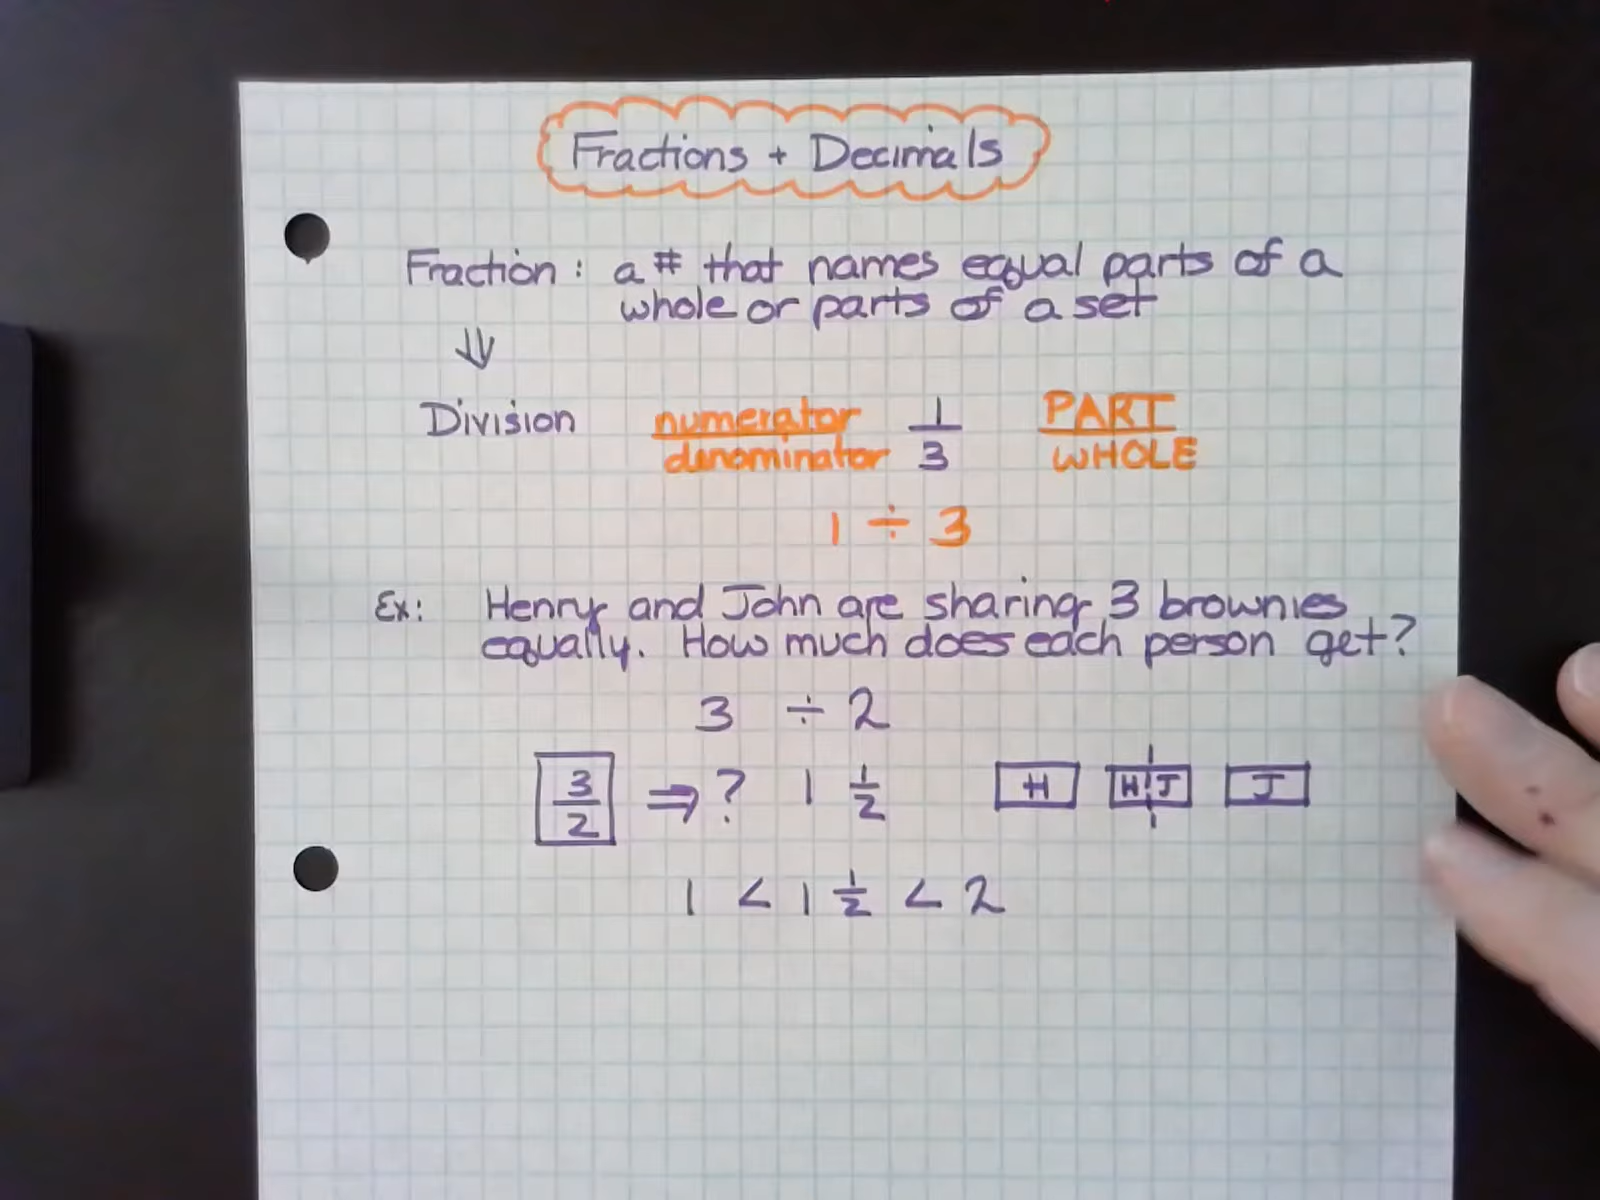 Fractions + Decimals
Fraction: a # that names equal parts of a
whole or parts of a set
⇓
Division numerator/denominator 1/3 PART/WHOLE
1 ÷ 3
Ex: Henry and John are sharing 3 brownies
equally. How much does each person get?
3 ÷ 2
3/2 ⇒ ? 1 1/2 H H J J
1 < 1 1/2 < 2